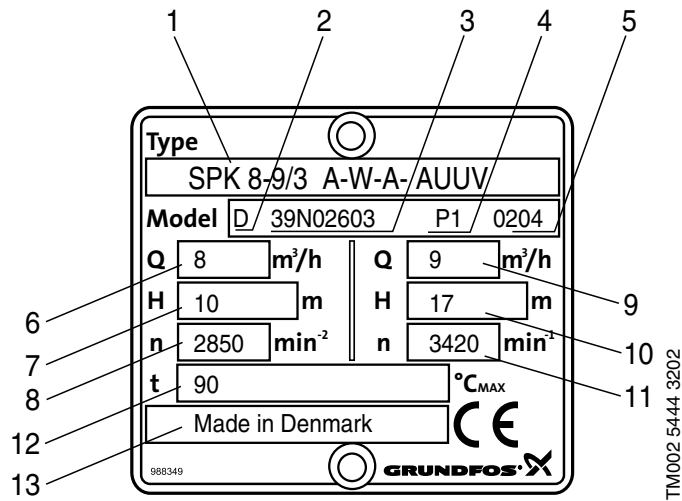 1 2 3 4 5
Type
SPK 8-9/3 A-W-A- AUUV
Model D 39N02603 P1 0204
Q 8 m³/h Q 9 m³/h
H 10 m H 17 m
n 2850 min⁻² n 3420 min⁻¹
t 90 °CMAX
Made in Denmark CE
988349 GRUNDFOS
6
7
8
12
13
9
10
11
TM002 5444 3202